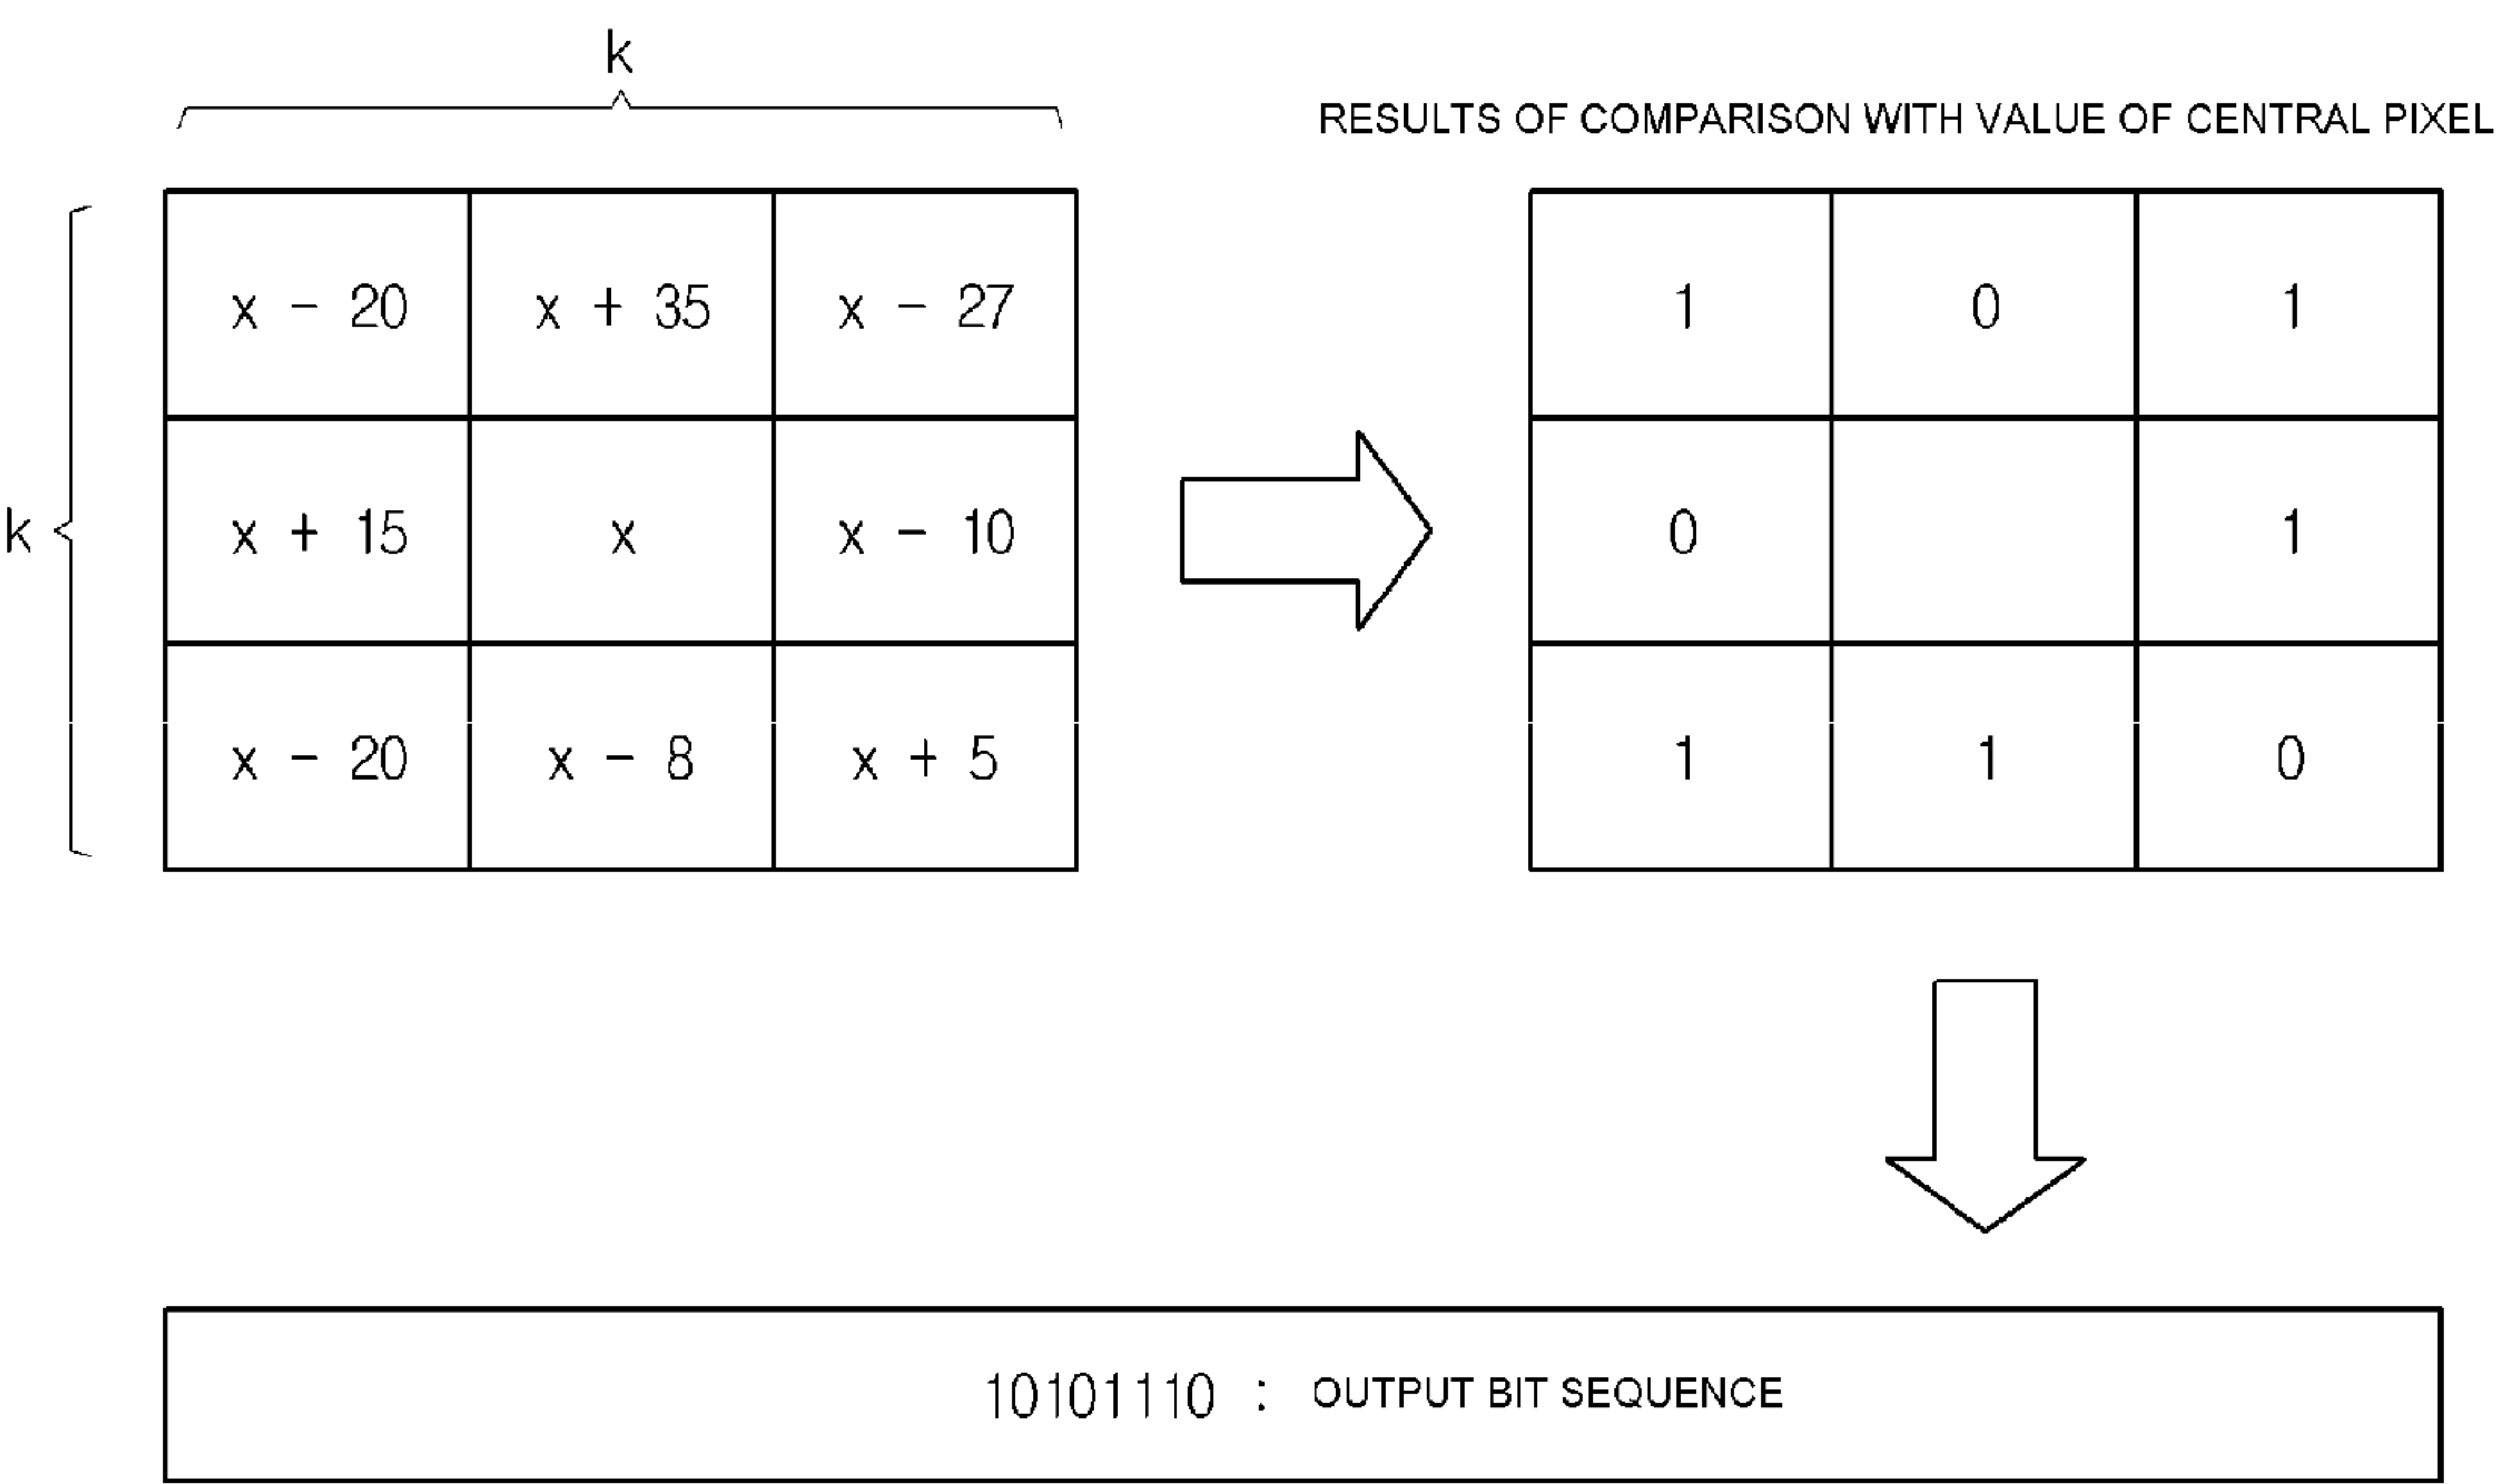 k
RESULTS OF COMPARISON WITH VALUE OF CENTRAL PIXEL
k
x - 20 x + 35 x - 27
x + 15 x x - 10
x - 20 x - 8 x + 5
1 0 1
0 1
1 1 0
10101110 : OUTPUT BIT SEQUENCE